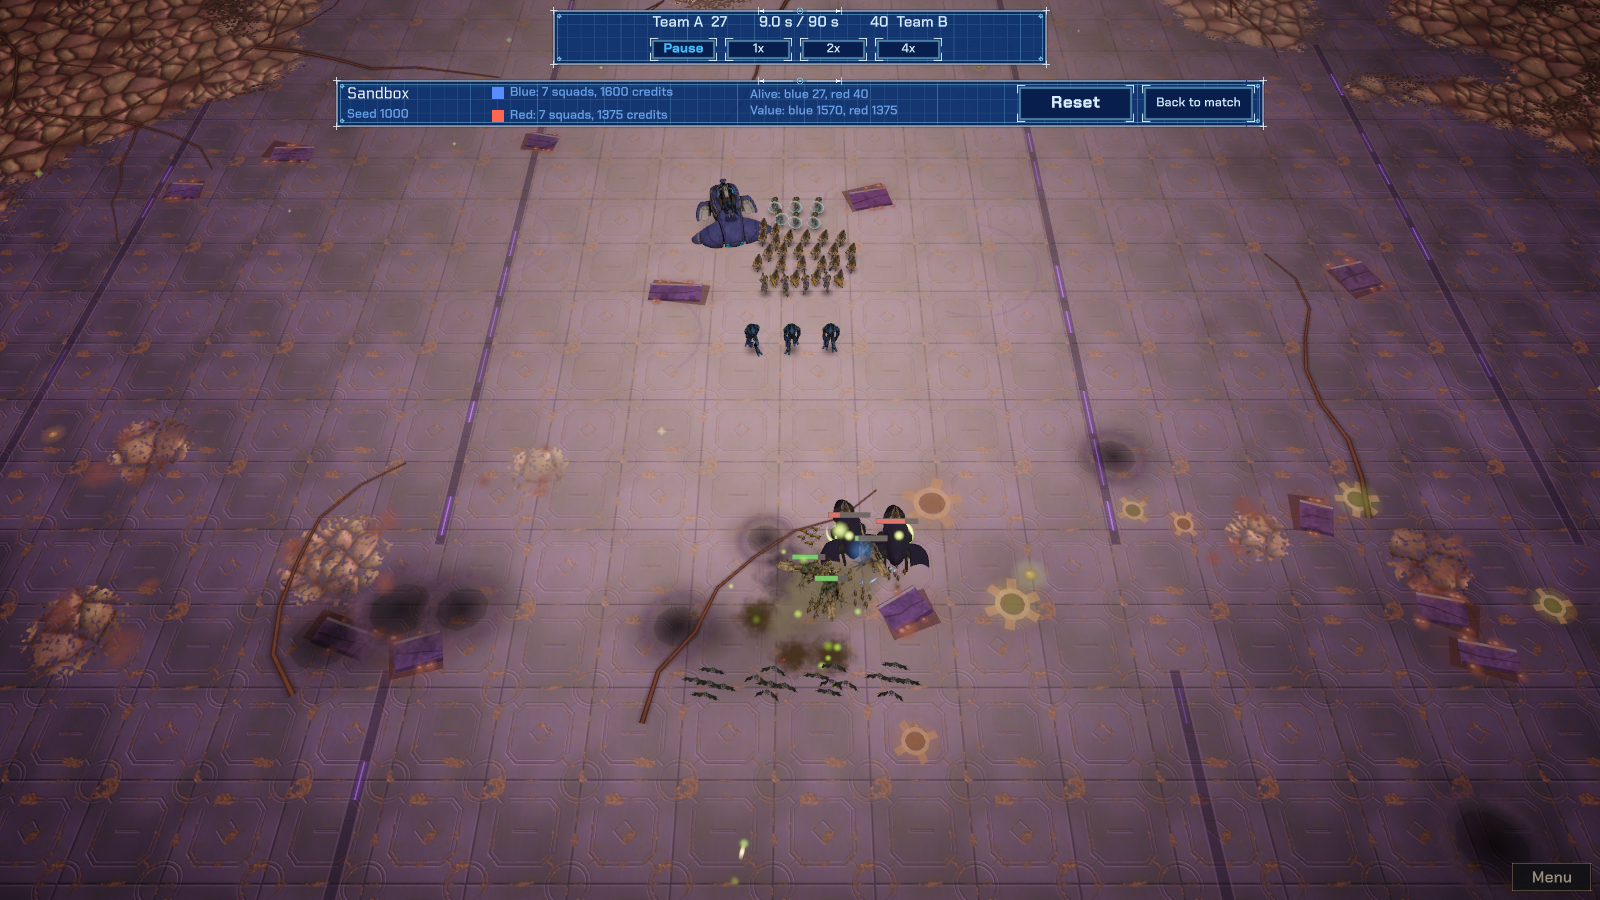 Team A 27 9.0 s / 90 s 40 Team B
Pause 1x 2x 4x
Sandbox
Seed 1000
Blue: 7 squads, 1600 credits
Red: 7 squads, 1375 credits
Alive: blue 27, red 40
Value: blue 1570, red 1375
Reset
Back to match
Menu